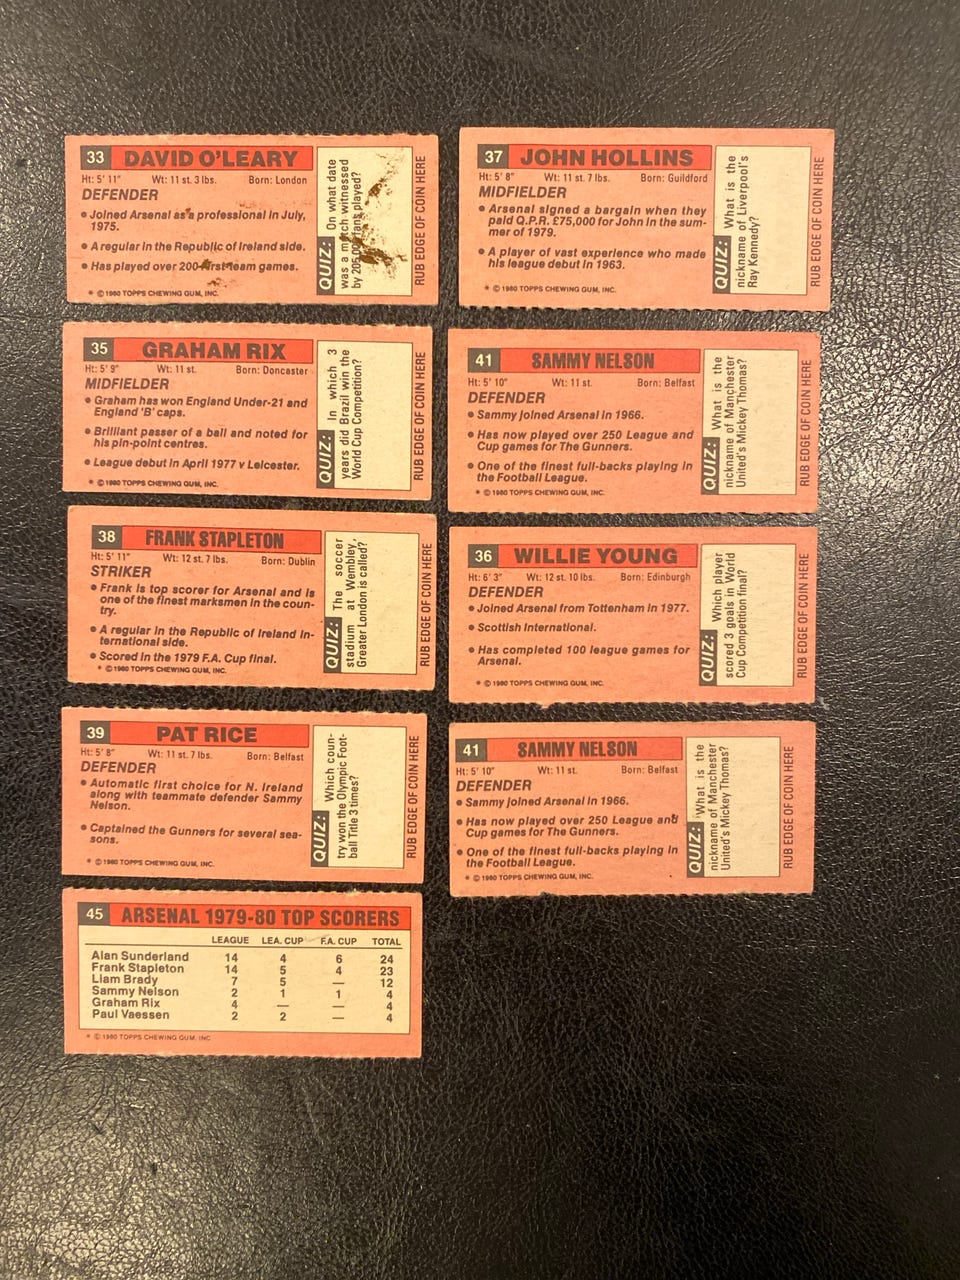 33 DAVID O'LEARY
Ht: 5' 11" Wt: 11 st. 3 lbs. Born: London
DEFENDER
• Joined Arsenal as a professional in July,
1975.
• A regular in the Republic of Ireland side.
• Has played over 200 first team games.
* © 1980 TOPPS CHEWING GUM, INC.
QUIZ: On what date
was a match witnessed
by 205,000 fans played?
RUB EDGE OF COIN HERE
37 JOHN HOLLINS
Ht: 5' 8" Wt: 11 st. 7 lbs. Born: Guildford
MIDFIELDER
• Arsenal signed a bargain when they
paid Q.P.R. £75,000 for John in the sum-
mer of 1979.
• A player of vast experience who made
his league debut in 1963.
* © 1980 TOPPS CHEWING GUM, INC.
QUIZ: What is the
nickname of Liverpool's
Ray Kennedy?
RUB EDGE OF COIN HERE
35 GRAHAM RIX
Ht: 5' 9" Wt: 11 st. Born: Doncaster
MIDFIELDER
• Graham has won England Under-21 and
England 'B' caps.
• Brilliant passer of a ball and noted for
his pin-point centres.
• League debut in April 1977 v Leicester.
* © 1980 TOPPS CHEWING GUM, INC.
QUIZ: In which 3
years did Brazil win the
World Cup Competition?
RUB EDGE OF COIN HERE
41 SAMMY NELSON
Ht: 5' 10" Wt: 11 st. Born: Belfast
DEFENDER
• Sammy joined Arsenal in 1966.
• Has now played over 250 League and
Cup games for The Gunners.
• One of the finest full-backs playing in
the Football League.
* © 1980 TOPPS CHEWING GUM, INC.
QUIZ: What is the
nickname of Manchester
United's Mickey Thomas?
RUB EDGE OF COIN HERE
38 FRANK STAPLETON
Ht: 5' 11" Wt: 12 st. 7 lbs. Born: Dublin
STRIKER
• Frank is top scorer for Arsenal and is
one of the finest marksmen in the coun-
try.
• A regular in the Republic of Ireland in-
ternational side.
• Scored in the 1979 F.A. Cup final.
* © 1980 TOPPS CHEWING GUM, INC.
QUIZ: The soccer
stadium at Wembley,
Greater London is called?
RUB EDGE OF COIN HERE
36 WILLIE YOUNG
Ht: 6' 3" Wt: 12 st. 10 lbs. Born: Edinburgh
DEFENDER
• Joined Arsenal from Tottenham in 1977.
• Scottish International.
• Has completed 100 league games for
Arsenal.
* © 1980 TOPPS CHEWING GUM, INC.
QUIZ: Which player
scored 3 goals in World
Cup Competition final?
RUB EDGE OF COIN HERE
39 PAT RICE
Ht: 5' 8" Wt: 11 st. 7 lbs. Born: Belfast
DEFENDER
• Automatic first choice for N. Ireland
along with teammate defender Sammy
Nelson.
• Captained the Gunners for several sea-
sons.
* © 1980 TOPPS CHEWING GUM, INC.
QUIZ: Which coun-
try won the Olympic Foot-
ball Title 3 times?
RUB EDGE OF COIN HERE
41 SAMMY NELSON
Ht: 5' 10" Wt: 11 st. Born: Belfast
DEFENDER
• Sammy joined Arsenal in 1966.
• Has now played over 250 League and
Cup games for The Gunners.
• One of the finest full-backs playing in
the Football League.
* © 1980 TOPPS CHEWING GUM, INC.
QUIZ: What is the
nickname of Manchester
United's Mickey Thomas?
RUB EDGE OF COIN HERE
45 ARSENAL 1979-80 TOP SCORERS
LEAGUE LEA. CUP F.A. CUP TOTAL
Alan Sunderland 14 4 6 24
Frank Stapleton 14 5 4 23
Liam Brady 7 5 — 12
Sammy Nelson 2 1 1 4
Graham Rix 4 — — 4
Paul Vaessen 2 2 — 4
* © 1980 TOPPS CHEWING GUM, INC